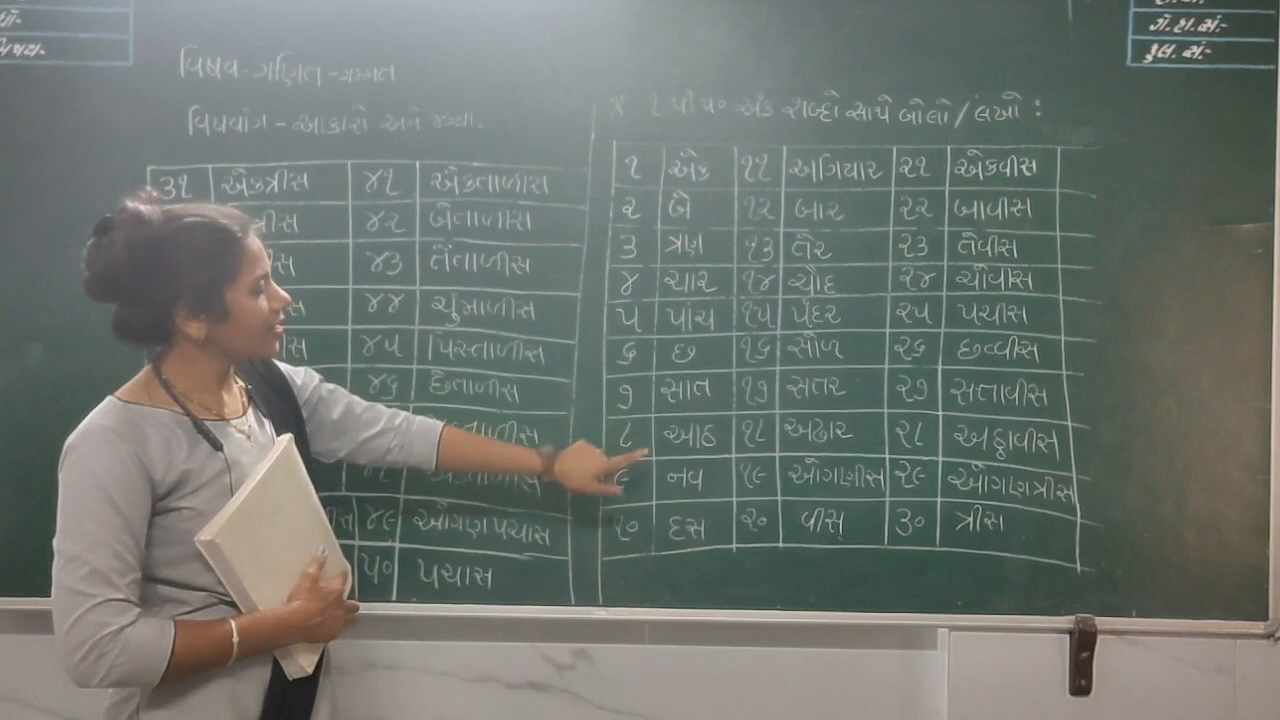 વિષય-
ગે.હા.સં:-
કુલ.સં:-
વિષય-ગણિત-ગમ્મત
વિષયાંગ - આકારો અને જગ્યા.
૩૧ એકત્રીસ ૪૧ એકતાળીસ
૪૨ બેતાળીસ
૪૩ તેંતાળીસ
૪૪ ચુમાળીસ
૪૫ પિસ્તાળીસ
૪૬ છેતાળીસ
૪૯ ઓગણપચાસ
૫૦ પચાસ
* ૧ થી ૫૦ અંક શબ્દો સાથે બોલો/લખો :
૧ એક ૧૧ અગિયાર ૨૧ એકવીસ
૨ બે ૧૨ બાર ૨૨ બાવીસ
૩ ત્રણ ૧૩ તેર ૨૩ તેવીસ
૪ ચાર ૧૪ ચૌદ ૨૪ ચોવીસ
૫ પાંચ ૧૫ પંદર ૨૫ પચીસ
૬ છ ૧૬ સોળ ૨૬ છવ્વીસ
૭ સાત ૧૭ સતર ૨૭ સત્તાવીસ
૮ આઠ ૧૮ અઢાર ૨૮ અઠ્ઠાવીસ
૯ નવ ૧૯ ઓગણીસ ૨૯ ઓગણત્રીસ
૧૦ દસ ૨૦ વીસ ૩૦ ત્રીસ